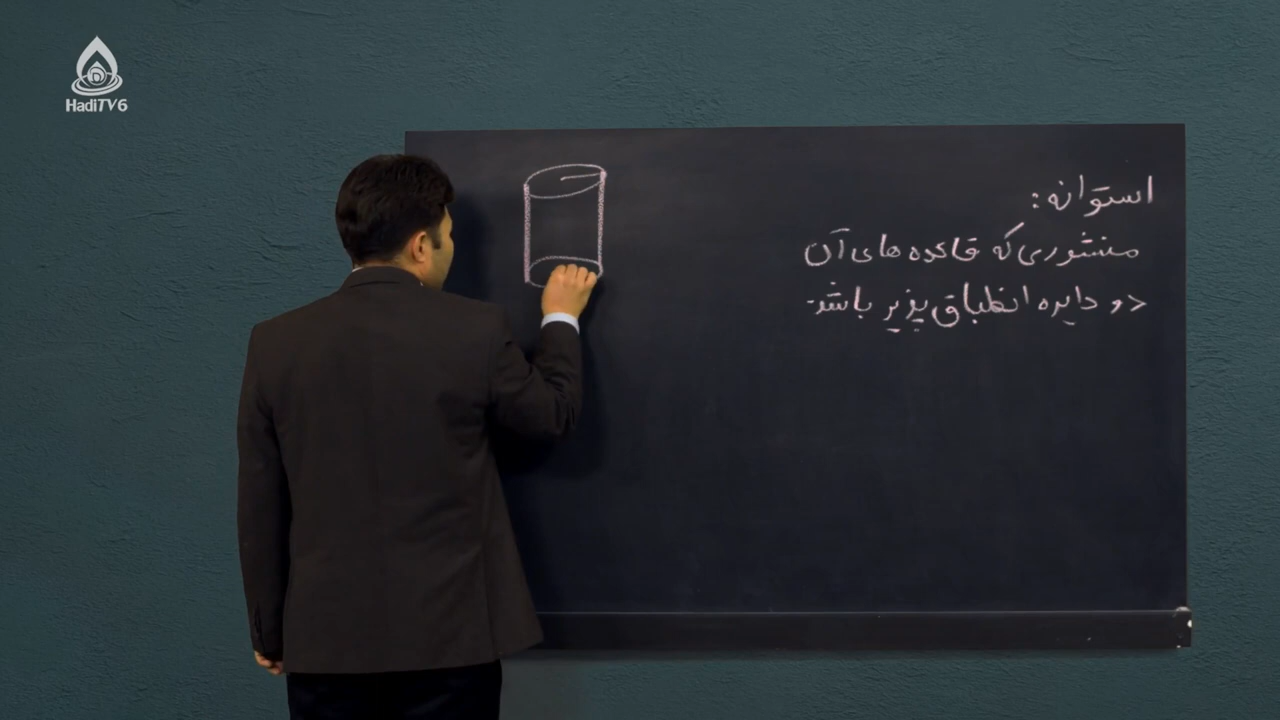 HadiTV6
استوانه:
منشوری که قاعده های آن
دو دایره انطباق پذیر باشد.